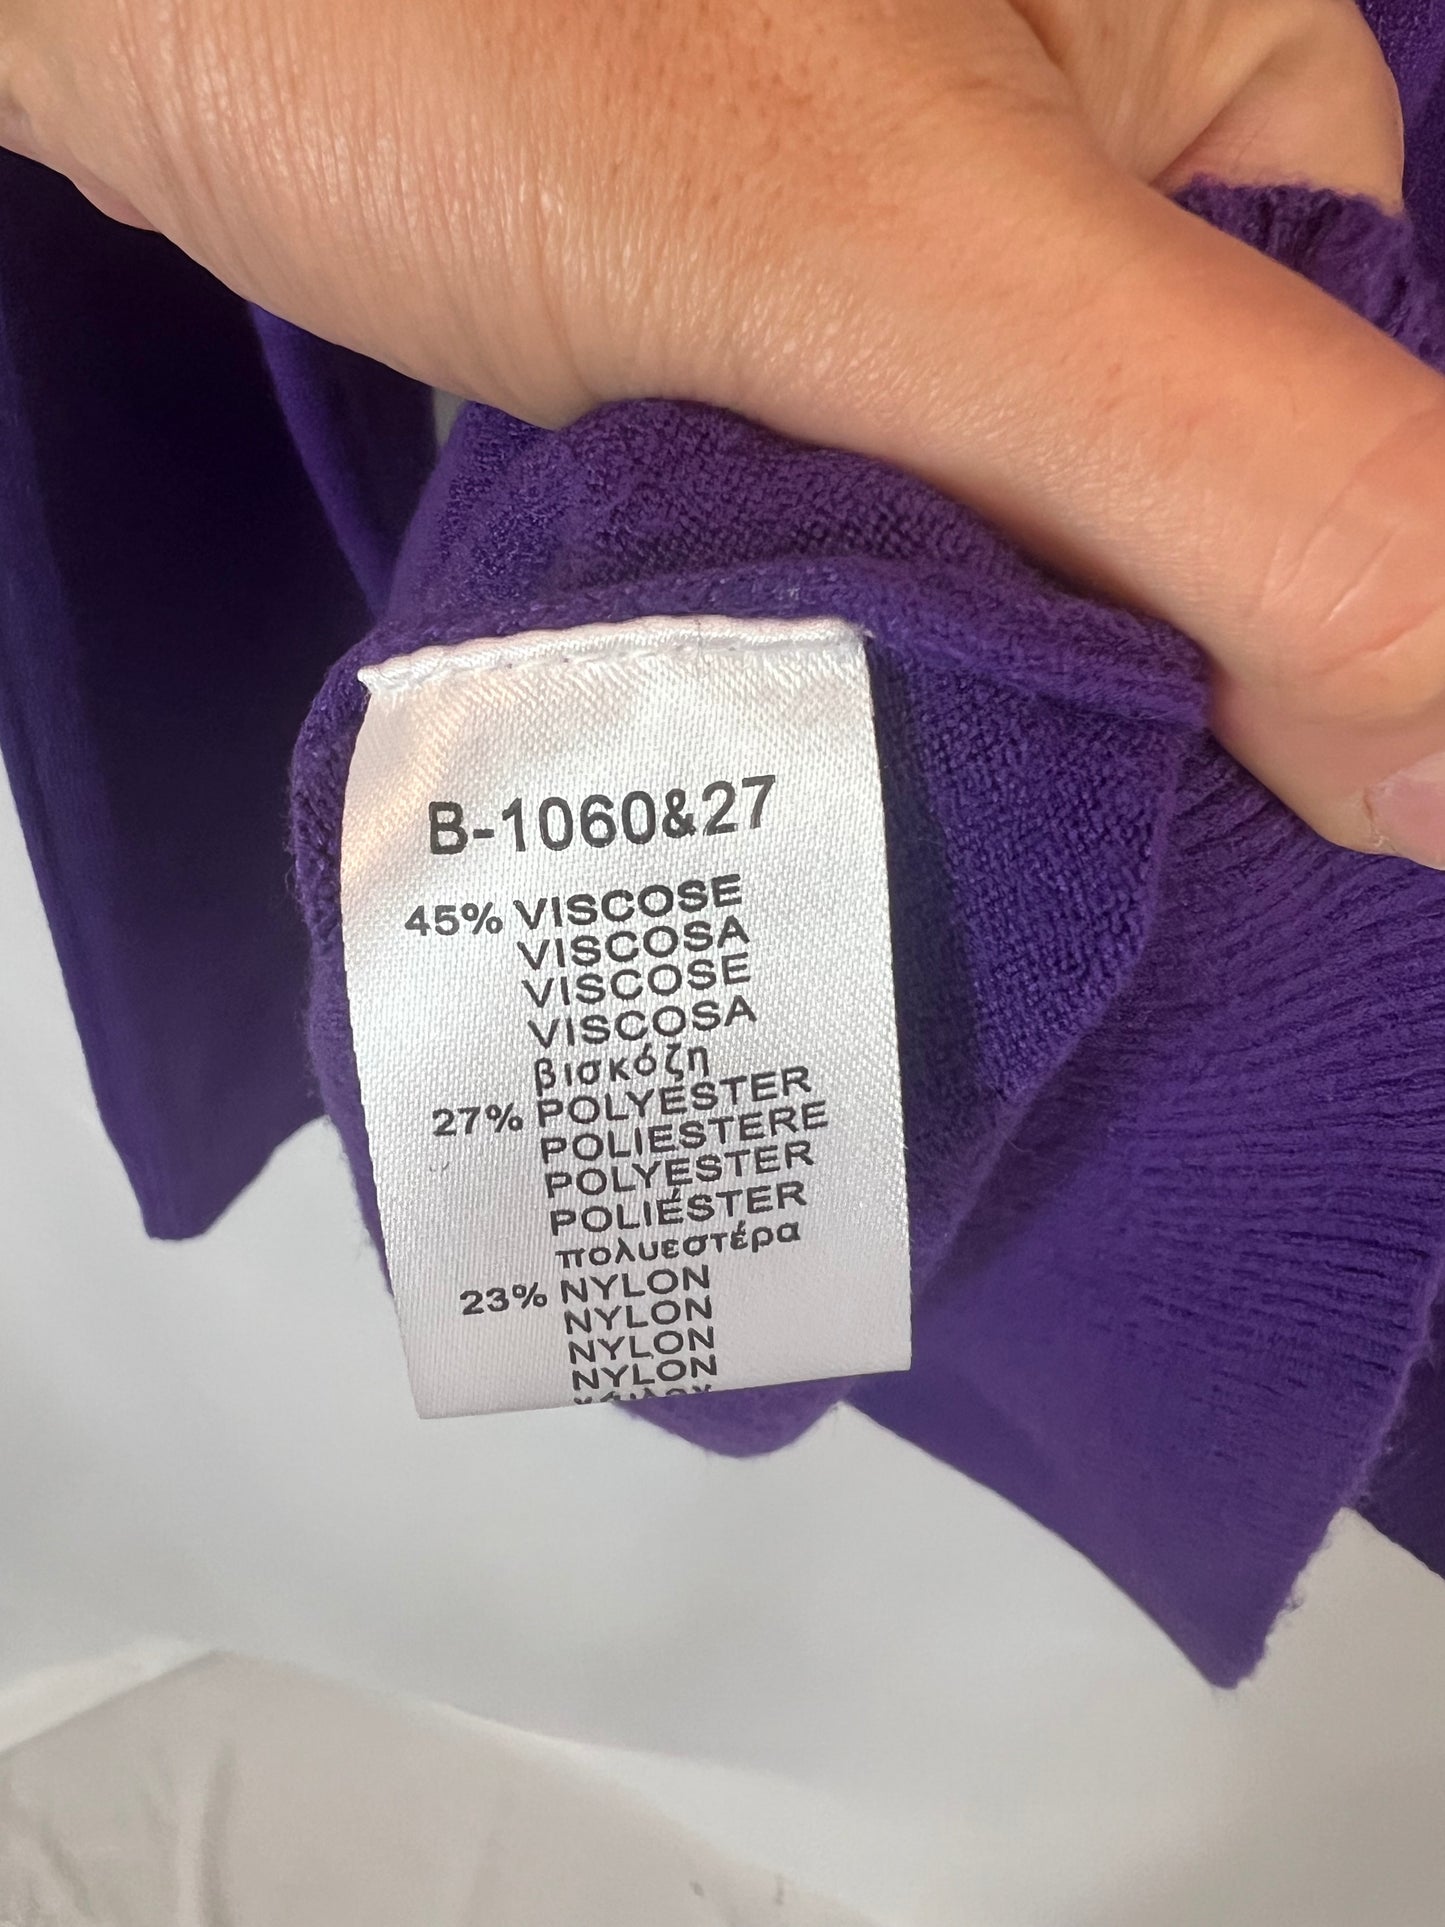 B-1060&27
45% VISCOSE
VISCOSA
VISCOSE
VISCOSA
βισκόζη
27% POLYESTER
POLIESTERE
POLYESTER
POLIÉSTER
πολυεστέρα
23% NYLON
NYLON
NYLON
NYLON